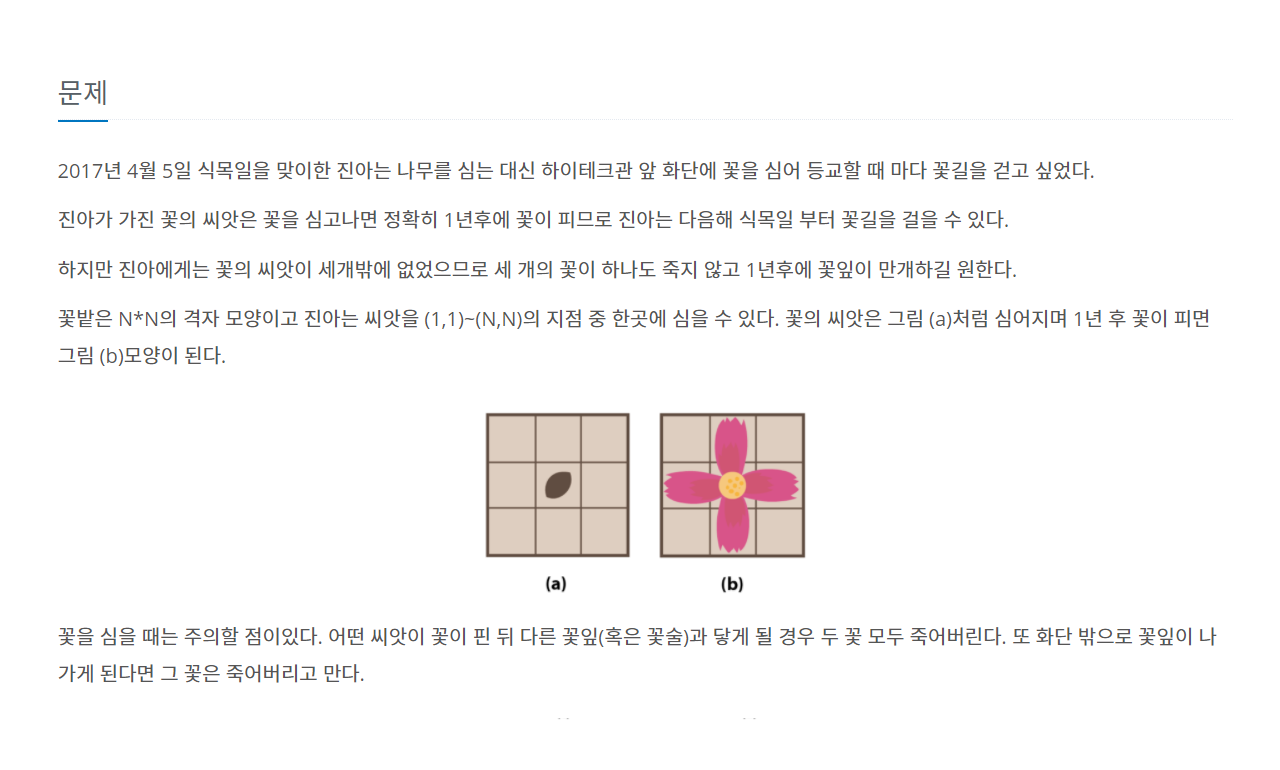 문제
2017년 4월 5일 식목일을 맞이한 진아는 나무를 심는 대신 하이테크관 앞 화단에 꽃을 심어 등교할 때 마다 꽃길을 걷고 싶었다.
진아가 가진 꽃의 씨앗은 꽃을 심고나면 정확히 1년후에 꽃이 피므로 진아는 다음해 식목일 부터 꽃길을 걸을 수 있다.
하지만 진아에게는 꽃의 씨앗이 세개밖에 없었으므로 세 개의 꽃이 하나도 죽지 않고 1년후에 꽃잎이 만개하길 원한다.
꽃밭은 N*N의 격자 모양이고 진아는 씨앗을 (1,1)~(N,N)의 지점 중 한곳에 심을 수 있다. 꽃의 씨앗은 그림 (a)처럼 심어지며 1년 후 꽃이 피면
그림 (b)모양이 된다.
(a) (b)
꽃을 심을 때는 주의할 점이있다. 어떤 씨앗이 꽃이 핀 뒤 다른 꽃잎(혹은 꽃술)과 닿게 될 경우 두 꽃 모두 죽어버린다. 또 화단 밖으로 꽃잎이 나
가게 된다면 그 꽃은 죽어버리고 만다.